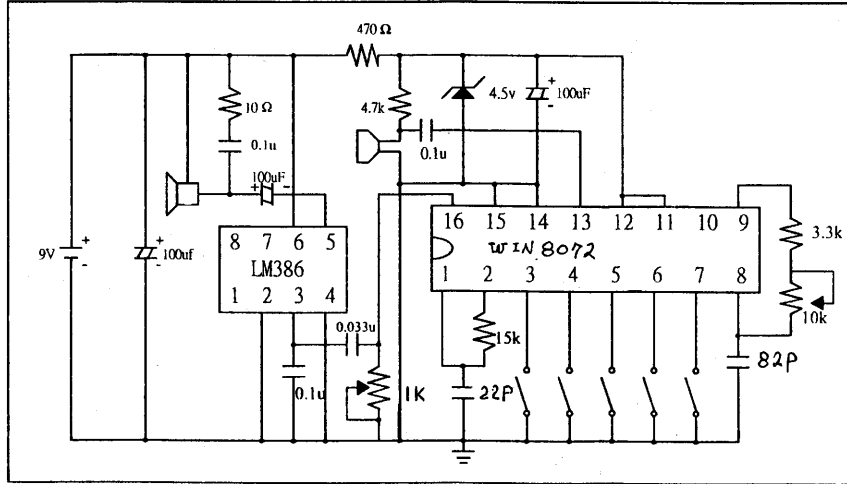 470 Ω
10 Ω
0.1u
100uF
+ -
4.7k
0.1u
4.5v
+
100uF
-
9V
+
-
+
100uf
-
8 7 6 5
LM386
1 2 3 4
16 15 14 13 12 11 10 9
WIN 8072
1 2 3 4 5 6 7 8
3.3k
10k
0.033u
0.1u
1K
15k
22P
82P